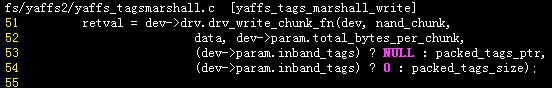 fs/yaffs2/yaffs_tagsmarshall.c [yaffs_tags_marshall_write]
51 retval = dev->drv.drv_write_chunk_fn(dev, nand_chunk,
52 data, dev->param.total_bytes_per_chunk,
53 (dev->param.inband_tags) ? NULL : packed_tags_ptr,
54 (dev->param.inband_tags) ? 0 : packed_tags_size);
55